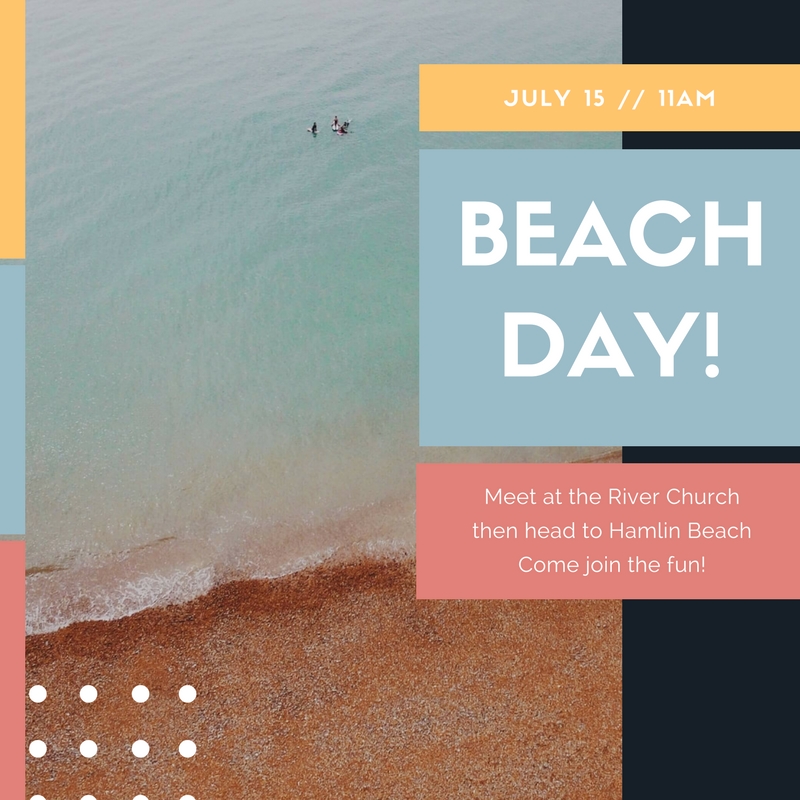 JULY 15 // 11AM
BEACH
DAY!
Meet at the River Church
then head to Hamlin Beach
Come join the fun!